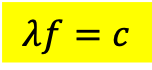 λf = c